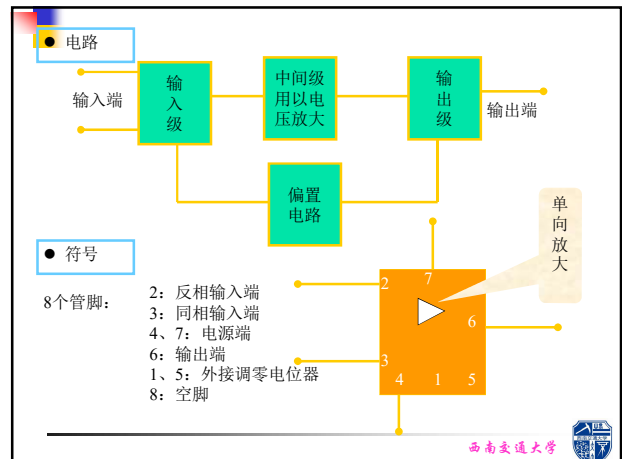 ● 电路
输入端
输入级
中间级
用以电
压放大
输出级
输出端
偏置
电路
单向放大
● 符号
8个管脚：
2：反相输入端
3：同相输入端
4、7：电源端
6：输出端
1、5：外接调零电位器
8：空脚
2
7
6
3
4 1 5
西南交通大学